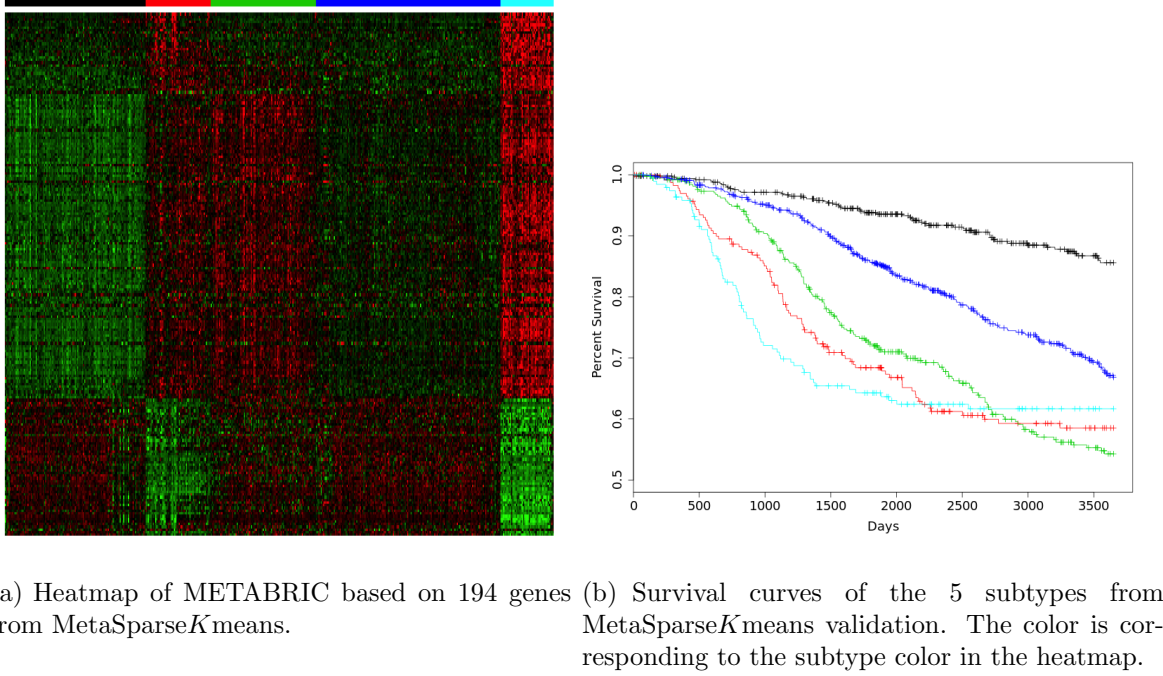 1.0
0.9
0.8
0.7
0.6
0.5
Percent Survival
0 500 1000 1500 2000 2500 3000 3500
Days
a) Heatmap of METABRIC based on 194 genes
rom MetaSparseKmeans.
(b) Survival curves of the 5 subtypes from
MetaSparseKmeans validation. The color is cor-
responding to the subtype color in the heatmap.